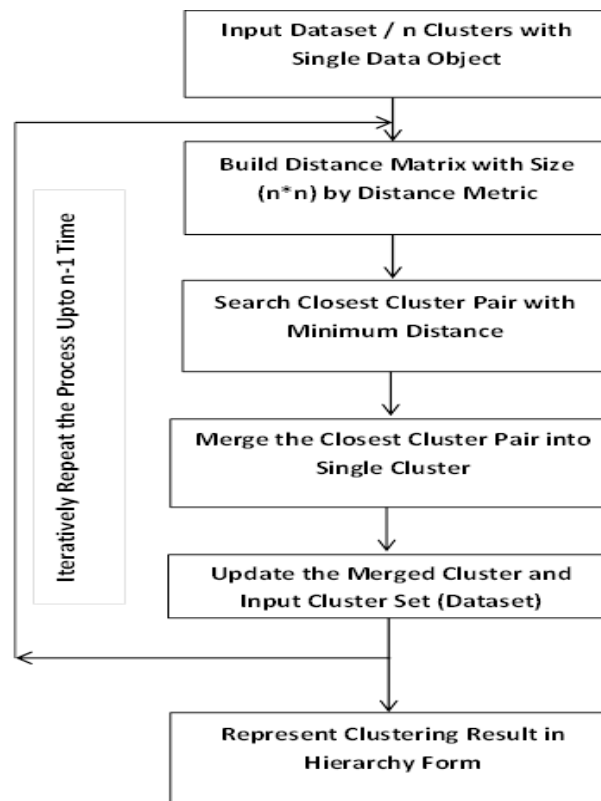 Input Dataset / n Clusters with
Single Data Object
Build Distance Matrix with Size
(n*n) by Distance Metric
Iteratively Repeat the Process Upto n-1 Time
Search Closest Cluster Pair with
Minimum Distance
Merge the Closest Cluster Pair into
Single Cluster
Update the Merged Cluster and
Input Cluster Set (Dataset)
Represent Clustering Result in
Hierarchy Form